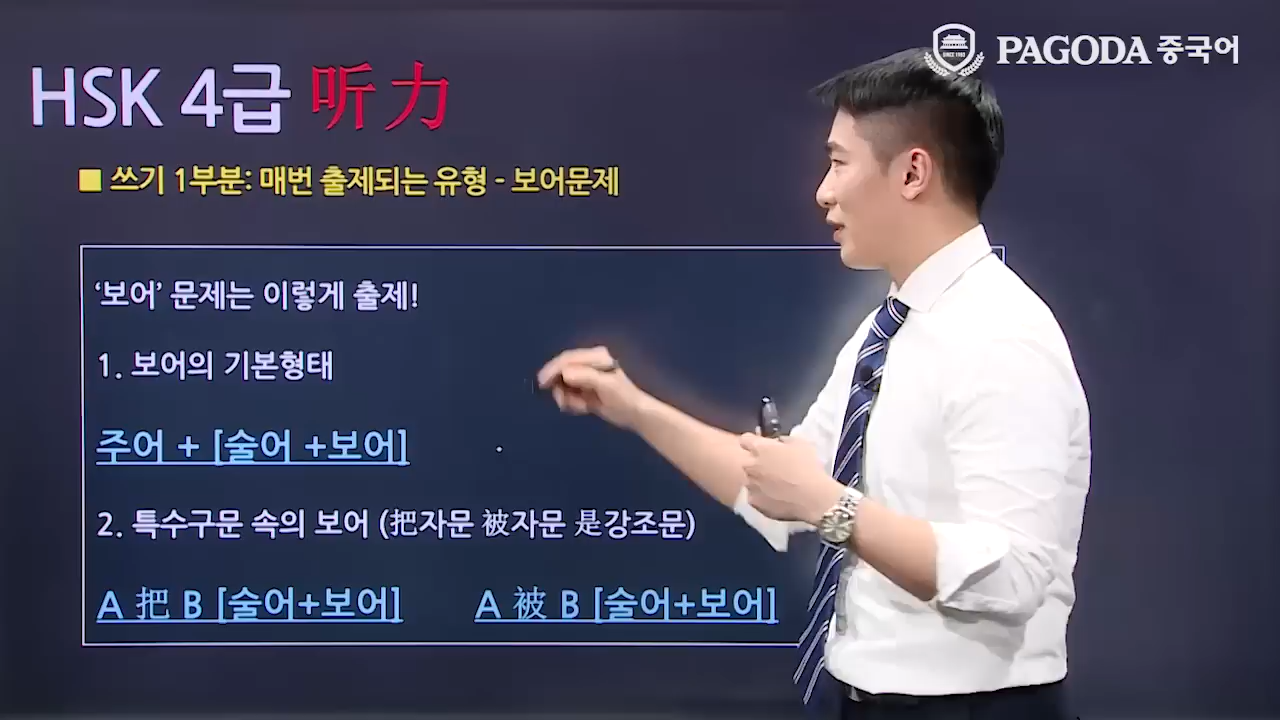 PAGODA 중국어
SINCE 1983
HSK 4급 听力
■ 쓰기 1부분: 매번 출제되는 유형 - 보어문제
‘보어’ 문제는 이렇게 출제!
1. 보어의 기본형태
주어 + [술어 +보어]
2. 특수구문 속의 보어 (把자문 被자문 是강조문)
A 把 B [술어+보어] A 被 B [술어+보어]